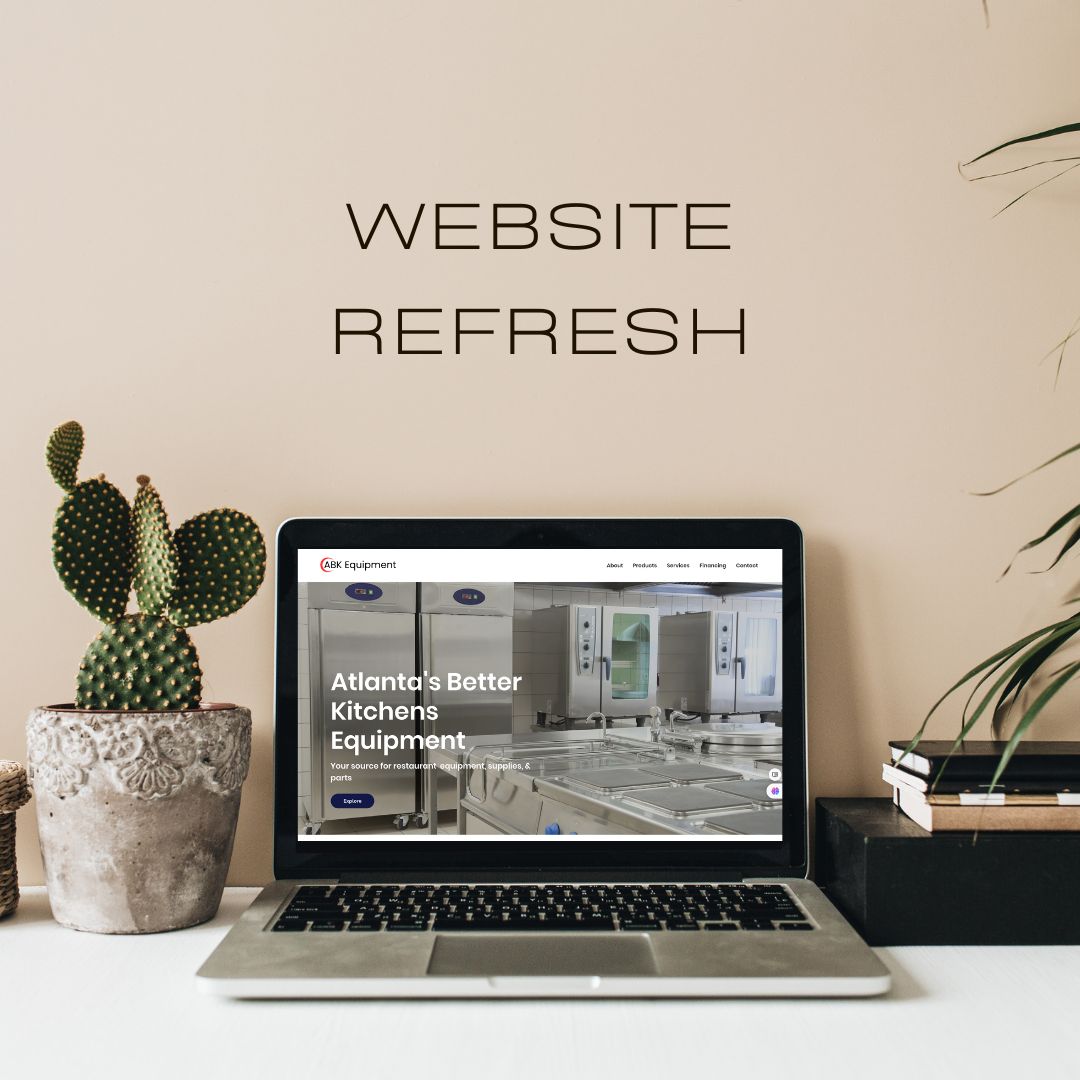 WEBSITE
REFRESH
ABK Equipment
About Products Services Financing Contact
Atlanta's Better
Kitchens
Equipment
Your source for restaurant equipment, supplies, &
parts
Explore